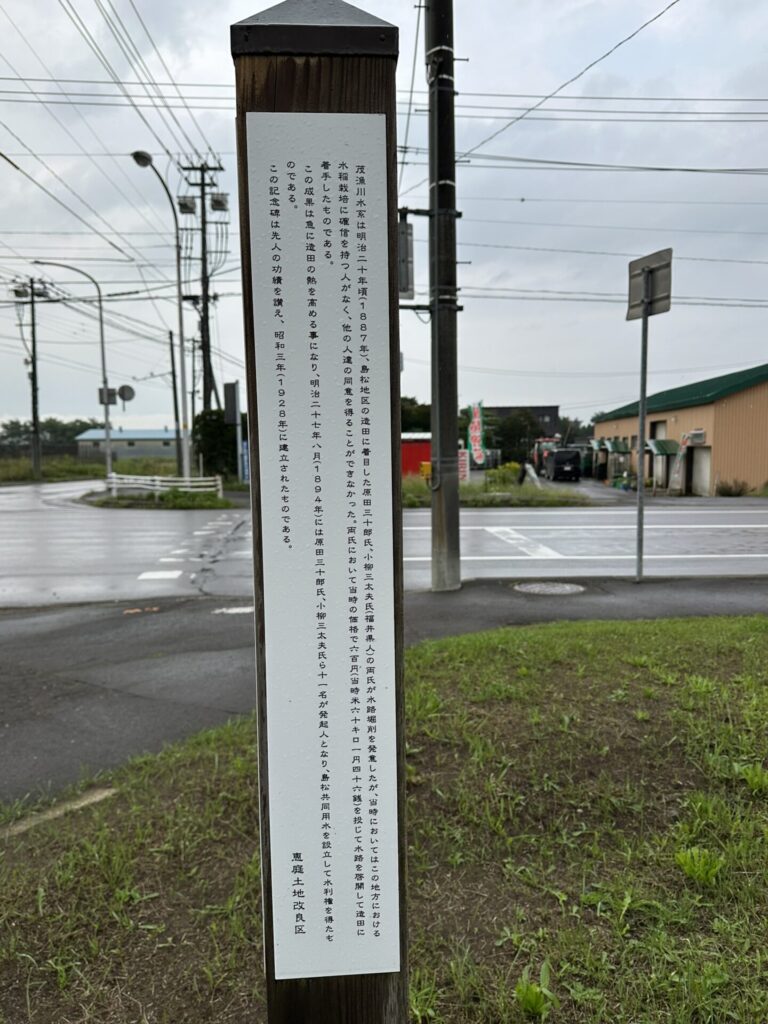 茂漁川水系は明治二十年頃(1887年)、島松地区の造田に着目した原田三十郎氏、小柳三太夫氏(福井県人)の両氏が水路堀削を発意したが、当時においてはこの地方における
水稲栽培に確信を持つ人がなく、他の人達の同意を得ることができなかった。両氏において当時の価格で六百円(当時米六十キロ一円四十六銭)を投じて水路を啓開して造田に
着手したものである。
この成果は急に造田の熱を高める事になり、明治二十七年八月(1894年)には原田三十郎氏、小柳三太夫氏ら十一名が発起人となり、島松共同用水を設立して水利権を得たも
のである。
この記念碑は先人の功績を讃え、昭和三年(1928年)に建立されたものである。
恵庭土地改良区